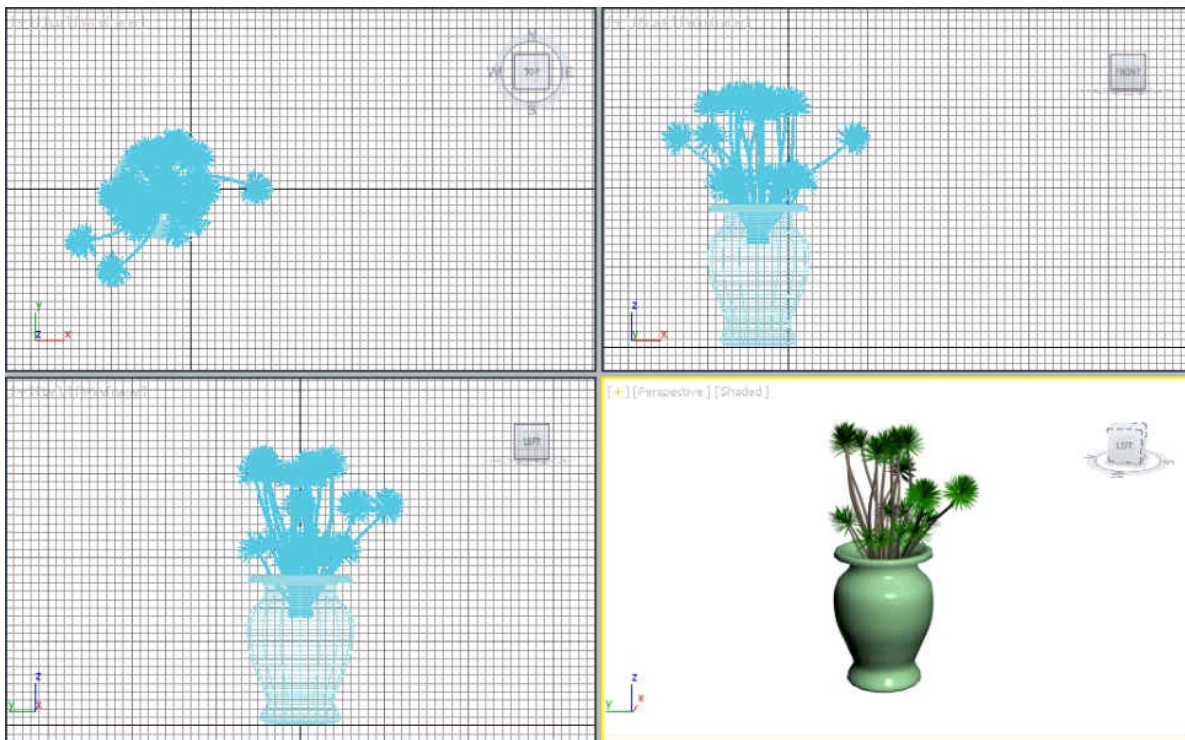 N
W
TOP
E
S
FRONT
y
z
x
z
y
x
LEFT
[+] [Perspective] [Shaded]
LEFT
z
y
x
z
x
y